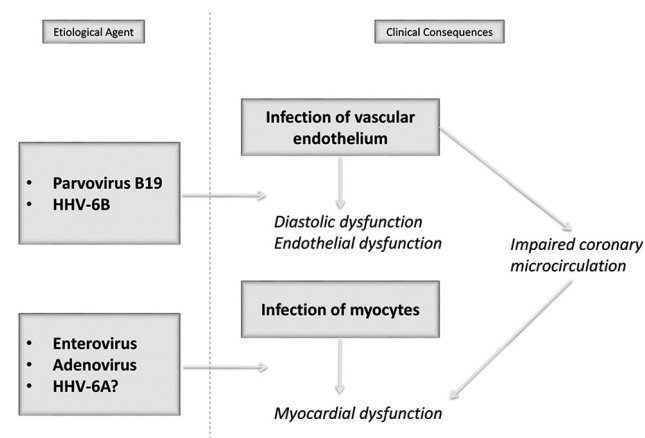 Etiological Agent
Clinical Consequences
Infection of vascular
endothelium
• Parvovirus B19
• HHV-6B
Diastolic dysfunction
Endothelial dysfunction
Impaired coronary
microcirculation
Infection of myocytes
• Enterovirus
• Adenovirus
• HHV-6A?
Myocardial dysfunction